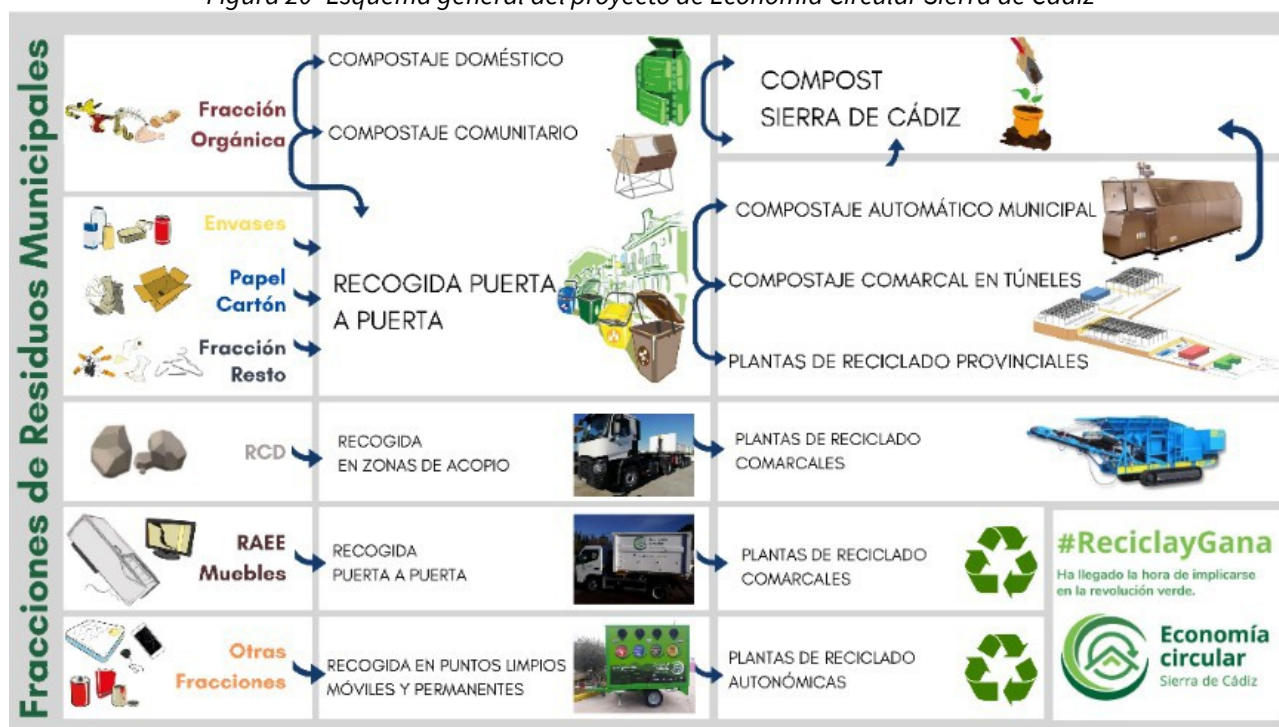 Figura 20- Esquema general del proyecto de Economía Circular Sierra de Cádiz
Fracciones de Residuos Municipales
Fracción
Orgánica
COMPOSTAJE DOMÉSTICO
COMPOSTAJE COMUNITARIO
COMPOST
SIERRA DE CÁDIZ
Envases
Papel
Cartón
Fracción
Resto
RECOGIDA PUERTA
A PUERTA
COMPOSTAJE AUTOMÁTICO MUNICIPAL
COMPOSTAJE COMARCAL EN TÚNELES
PLANTAS DE RECICLADO PROVINCIALES
RCD
RECOGIDA
EN ZONAS DE ACOPIO
PLANTAS DE RECICLADO
COMARCALES
RAEE
Muebles
RECOGIDA
PUERTA A PUERTA
PLANTAS DE RECICLADO
COMARCALES
Otras
Fracciones
RECOGIDA EN PUNTOS LIMPIOS
MÓVILES Y PERMANENTES
PLANTAS DE RECICLADO
AUTONÓMICAS
#ReciclayGana
Ha llegado la hora de implicarse
en la revolución verde.
Economía
circular
Sierra de Cádiz